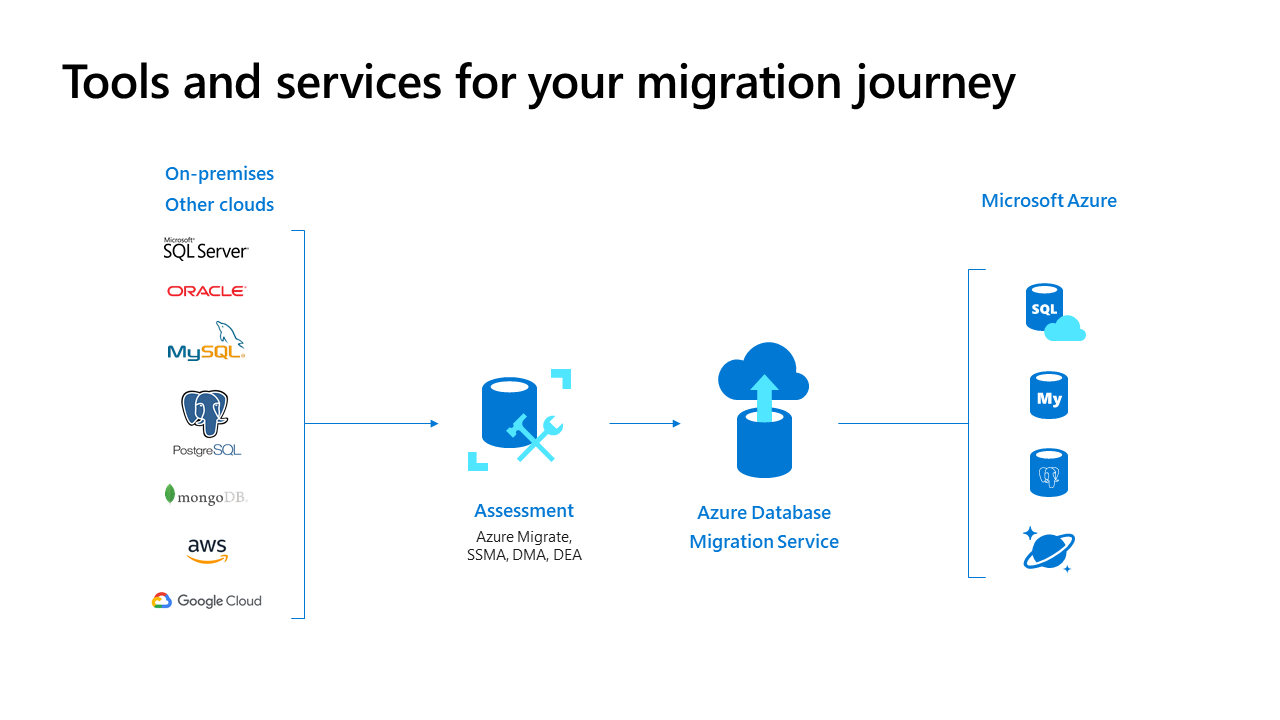 Tools and services for your migration journey
On-premises
Other clouds
Microsoft
SQL Server
ORACLE
MySQL
PostgreSQL
mongoDB
aws
Google Cloud
Assessment
Azure Migrate,
SSMA, DMA, DEA
Azure Database
Migration Service
Microsoft Azure
SQL
My